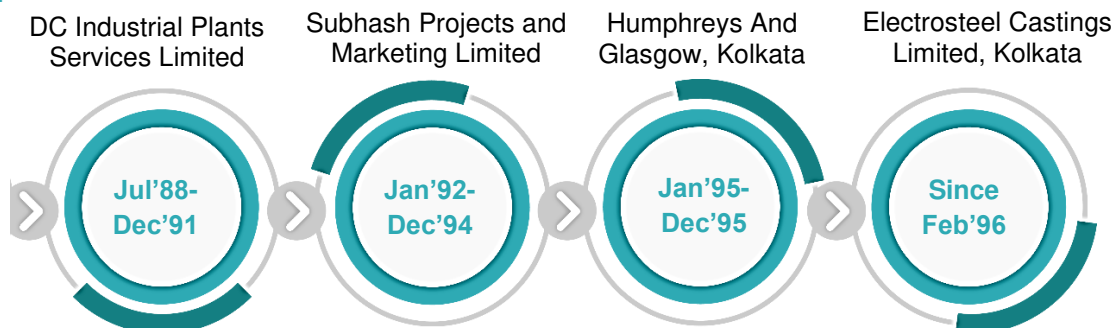 DC Industrial Plants
Services Limited
Subhash Projects and
Marketing Limited
Humphreys And
Glasgow, Kolkata
Electrosteel Castings
Limited, Kolkata
Jul’88-
Dec’91
Jan’92-
Dec’94
Jan’95-
Dec’95
Since
Feb’96